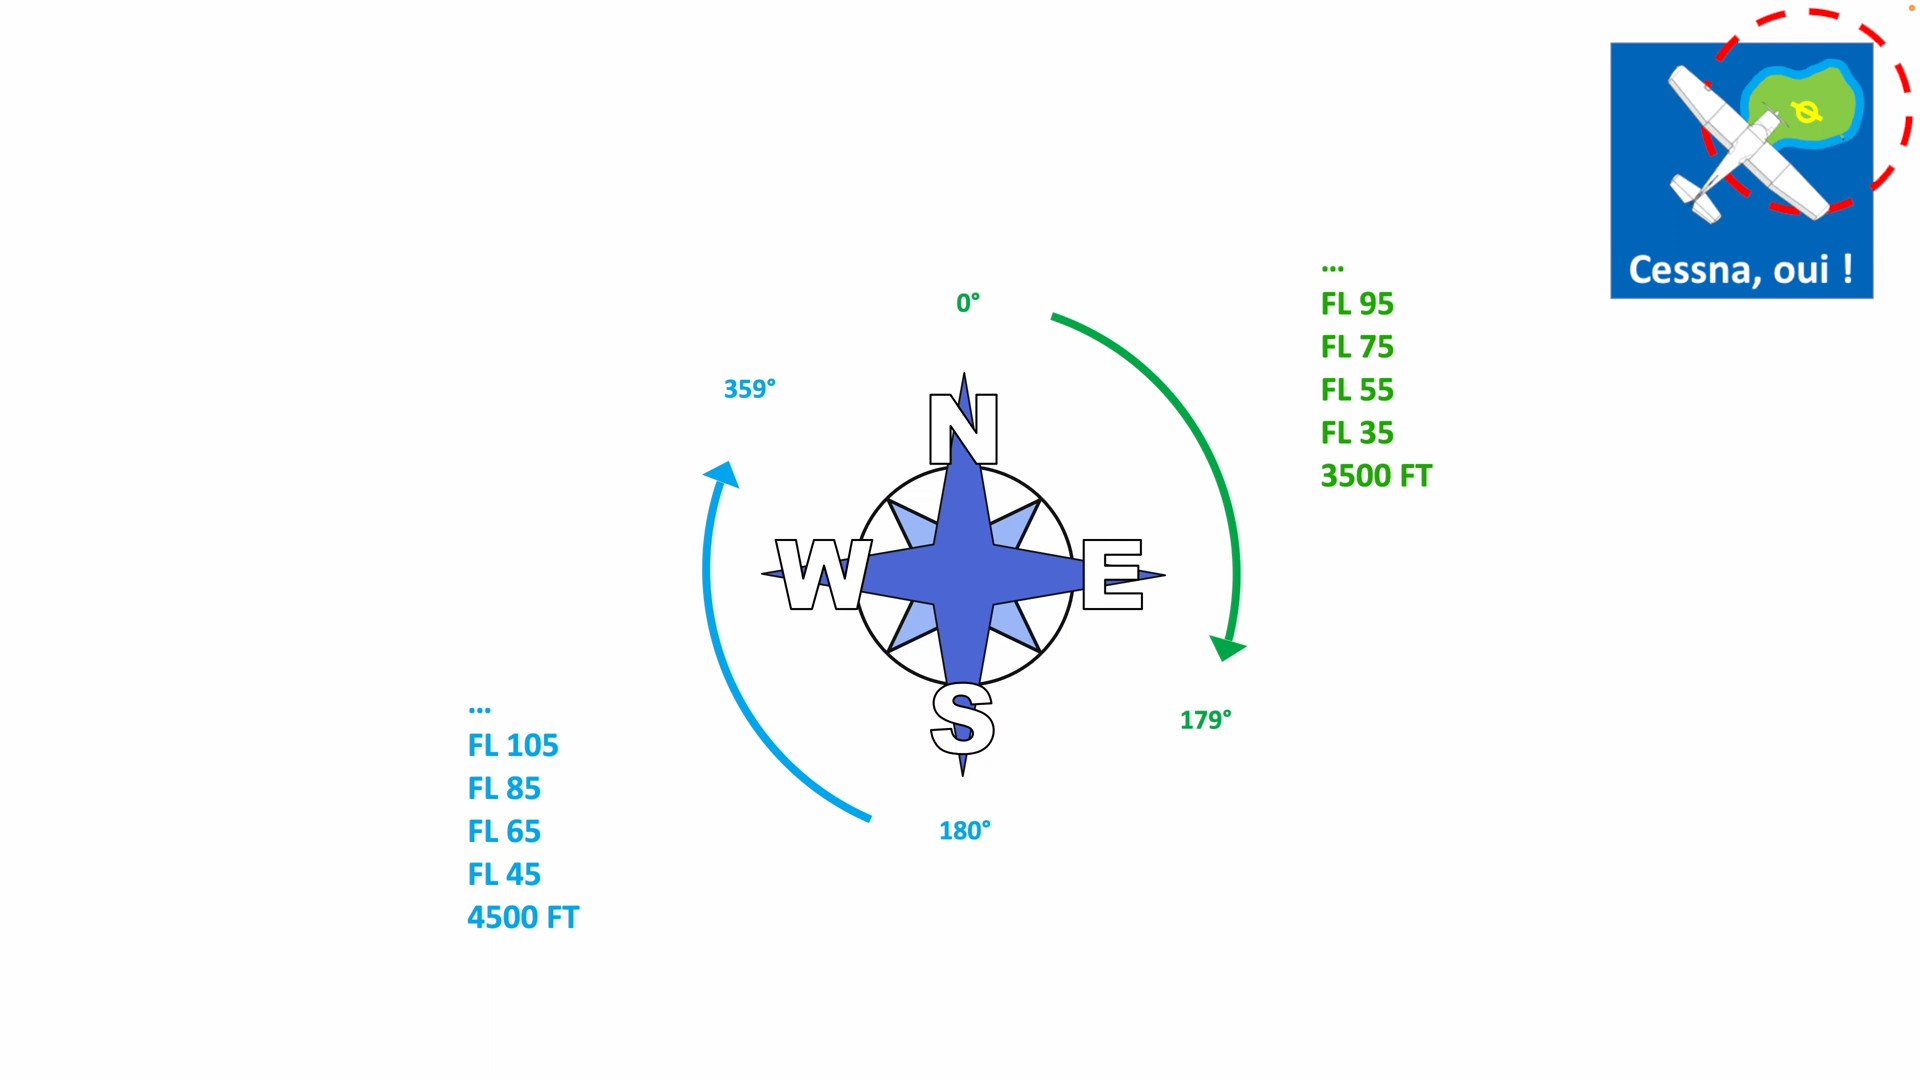 Cessna, oui !
...
FL 95
FL 75
FL 55
FL 35
3500 FT
0°
359°
N
W
E
S
179°
180°
...
FL 105
FL 85
FL 65
FL 45
4500 FT